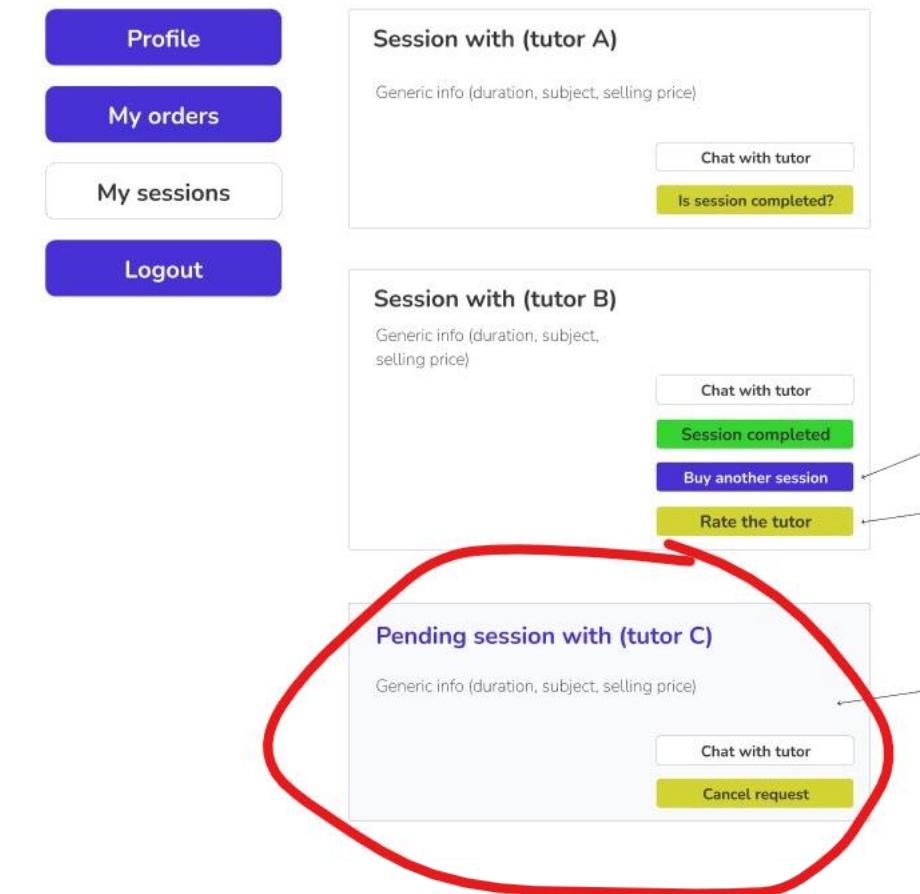 Profile
My orders
My sessions
Logout
Session with (tutor A)
Generic info (duration, subject, selling price)
Chat with tutor
Is session completed?
Session with (tutor B)
Generic info (duration, subject,
selling price)
Chat with tutor
Session completed
Buy another session
Rate the tutor
Pending session with (tutor C)
Generic info (duration, subject, selling price)
Chat with tutor
Cancel request